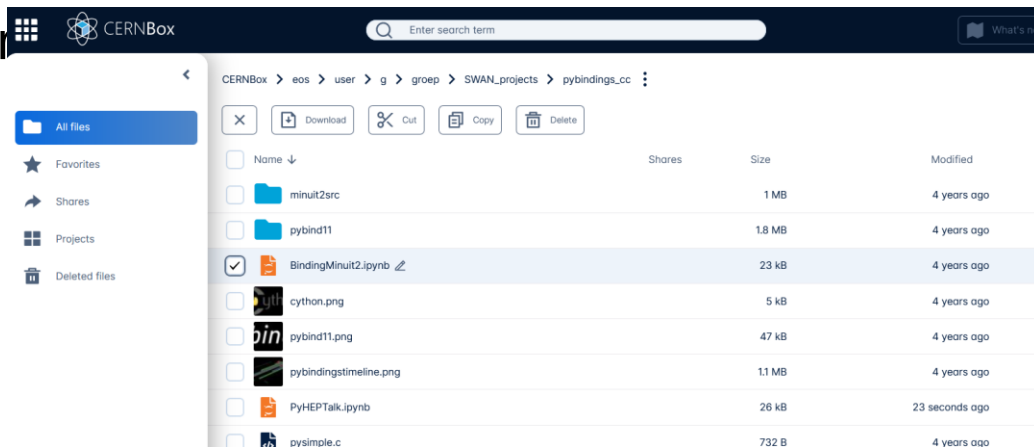 CERNBox
Enter search term
What's n
CERNBox > eos > user > g > groep > SWAN_projects > pybindings_cc
Download Cut Copy Delete
All files
Favorites
Shares
Projects
Deleted files
Name Shares Size Modified
minuit2src 1 MB 4 years ago
pybind11 1.8 MB 4 years ago
BindingMinuit2.ipynb 23 kB 4 years ago
cython.png 5 kB 4 years ago
pybind11.png 47 kB 4 years ago
pybindingstimeline.png 1.1 MB 4 years ago
PyHEPTalk.ipynb 26 kB 23 seconds ago
pysimple.c 732 B 4 years ago